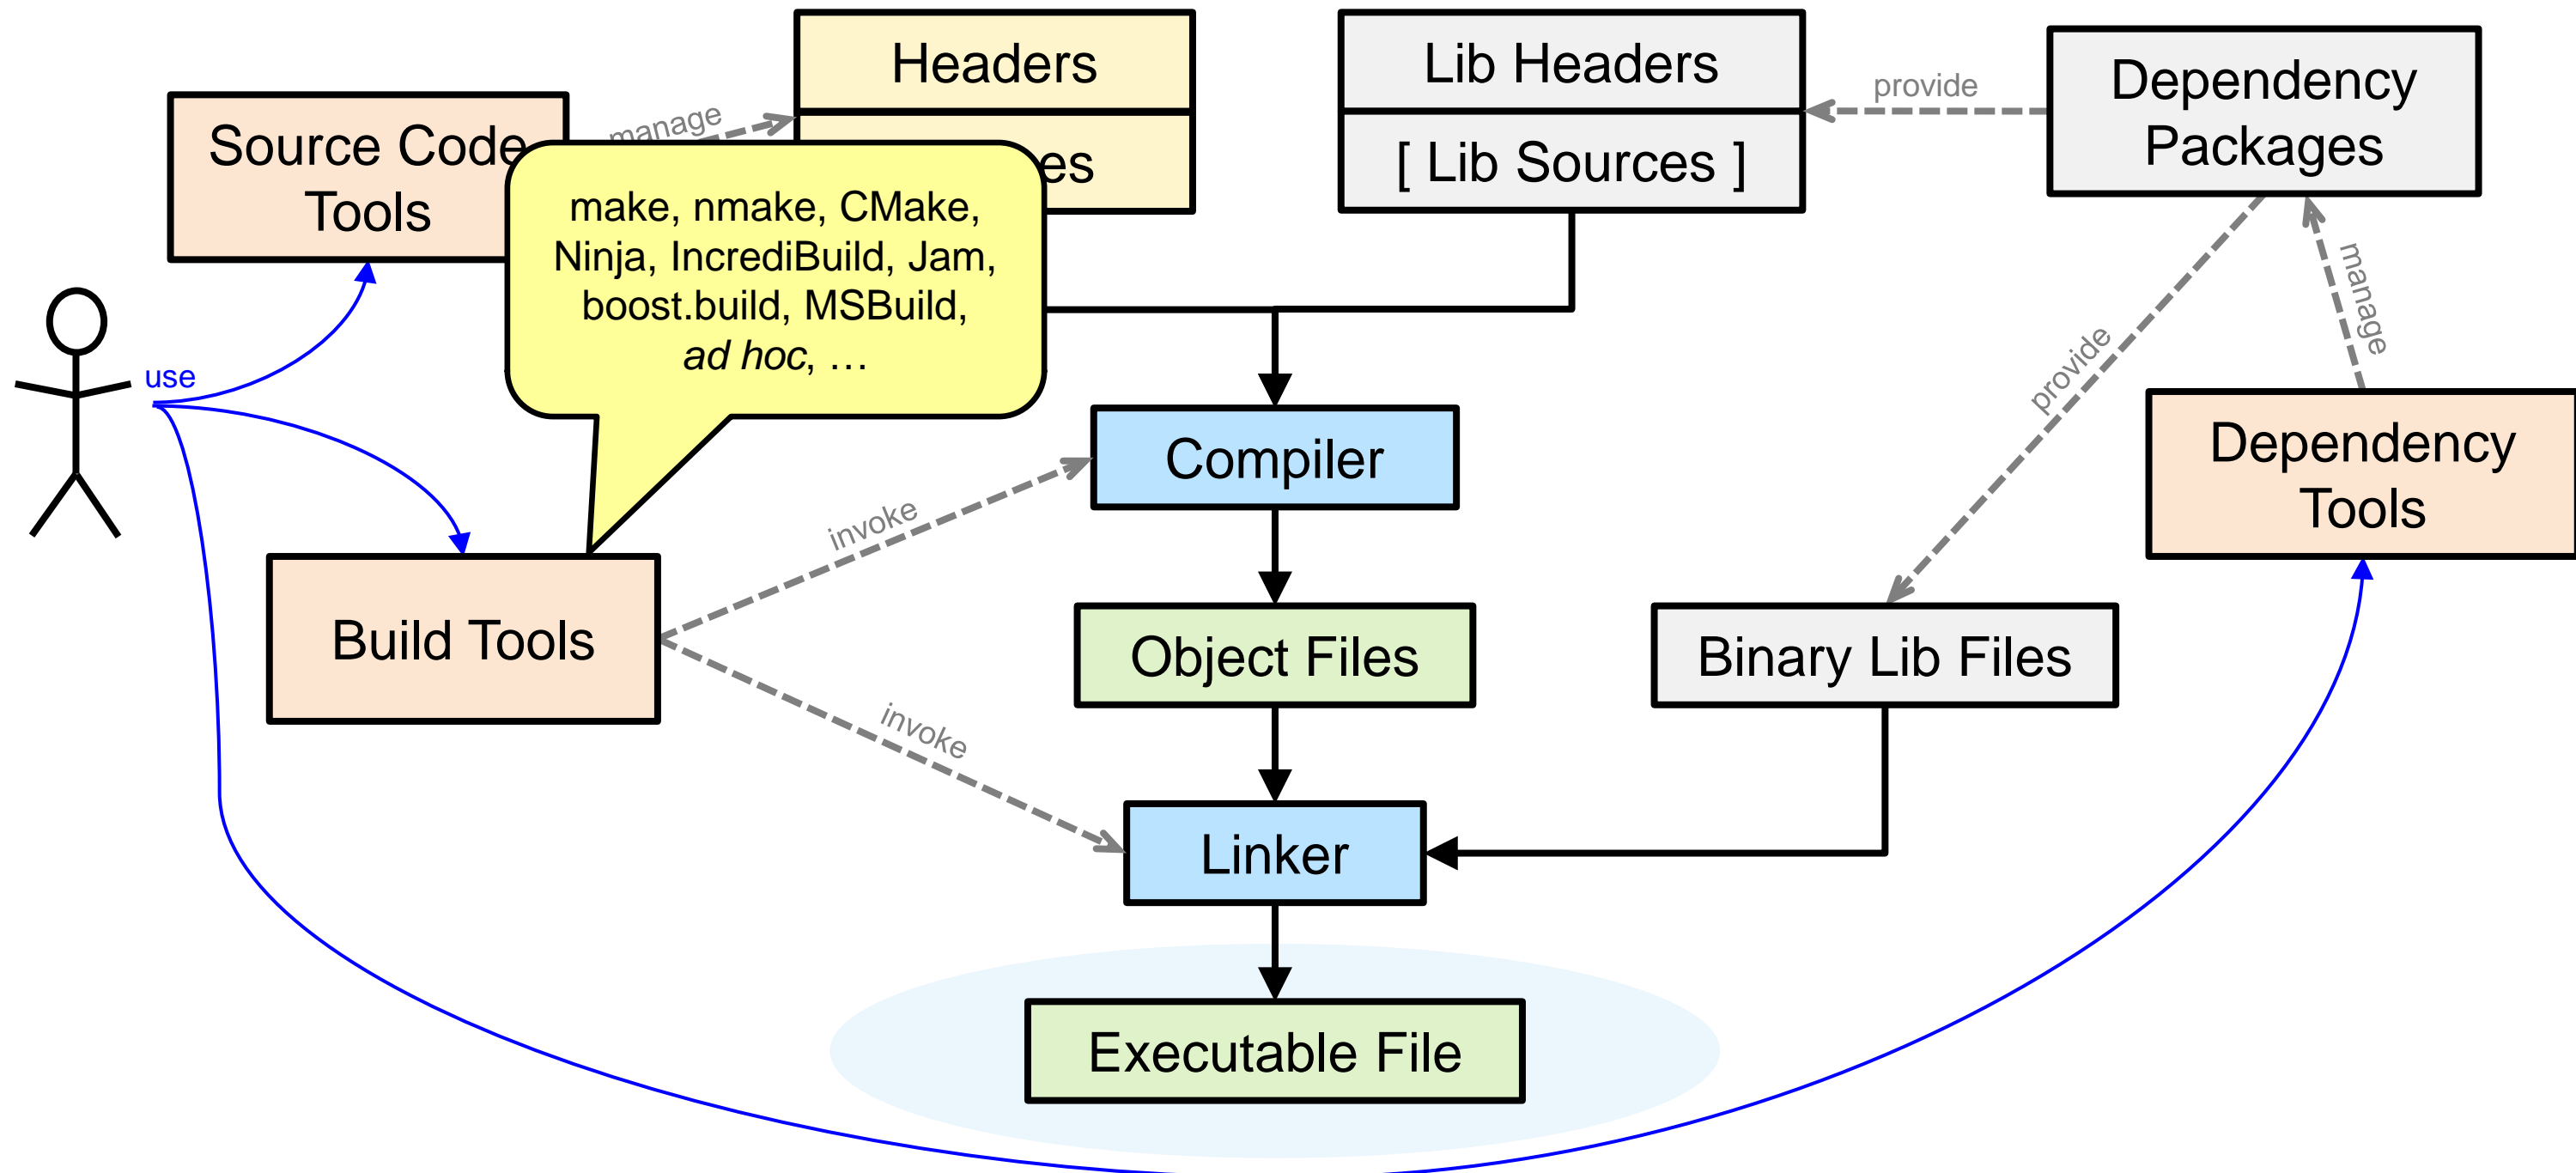 Headers
es
Lib Headers
[ Lib Sources ]
provide
Dependency
Packages
Source Code
Tools
manage
make, nmake, CMake,
Ninja, IncrediBuild, Jam,
boost.build, MSBuild,
ad hoc, …
use
manage
provide
Compiler
Dependency
Tools
invoke
Build Tools
Object Files
Binary Lib Files
invoke
Linker
Executable File